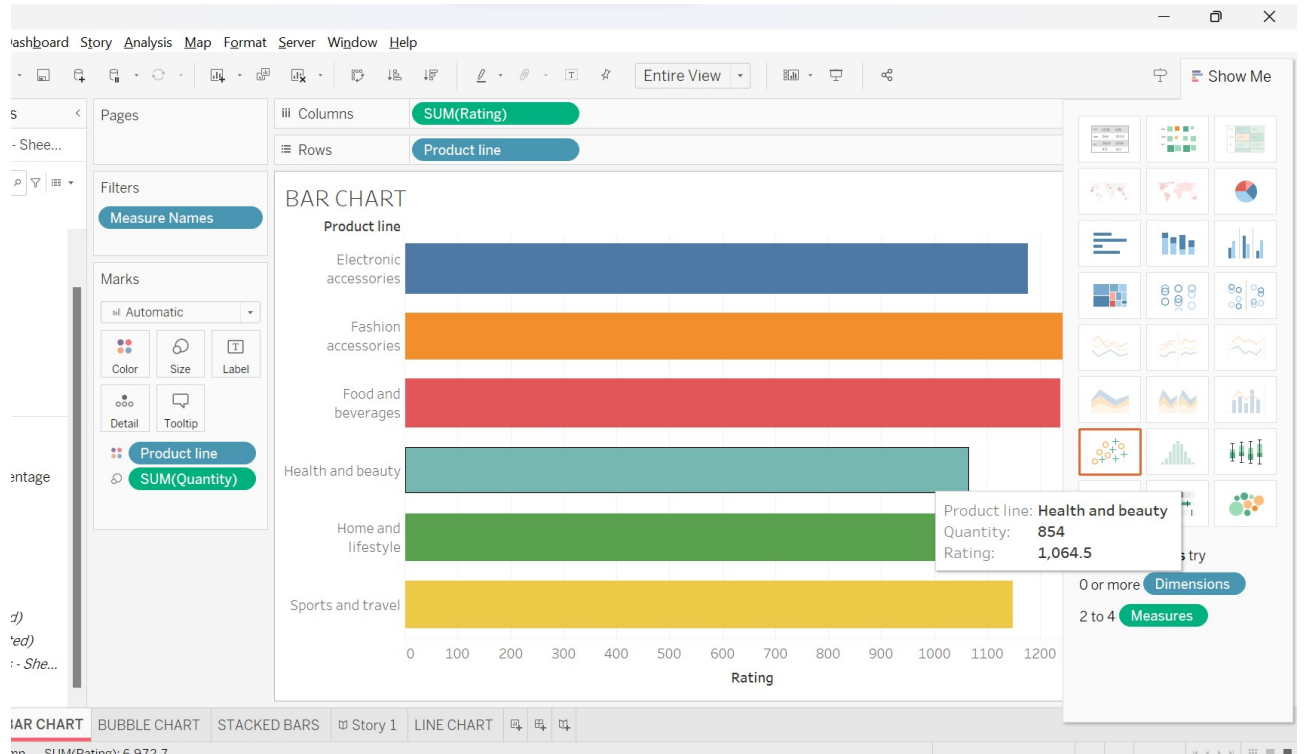 Story Analysis Map Format Server Window Help
Entire View
Show Me
- Shee...
Pages
Columns SUM(Rating)
Rows Product line
Filters
Measure Names
Marks
Automatic
Color Size Label
Detail Tooltip
Product line
SUM(Quantity)
BAR CHART
Product line
Electronic
accessories
Fashion
accessories
Food and
beverages
Health and beauty
Home and
lifestyle
Sports and travel
0 100 200 300 400 500 600 700 800 900 1000 1100 1200
Rating
Product line: Health and beauty
Quantity: 854
Rating: 1,064.5
try
0 or more Dimensions
2 to 4 Measures
BAR CHART BUBBLE CHART STACKED BARS Story 1 LINE CHART
SUM(Rating): 6,972.7